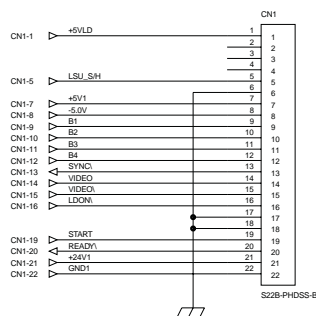 CN1
CN1-1 +5VLD 1 1
2 2
3 3
4 4
CN1-5 LSU_S/H 5 5
6 6
CN1-7 +5V1 7 7
CN1-8 -5.0V 8 8
CN1-9 B1 9 9
CN1-10 B2 10 10
CN1-11 B3 11 11
CN1-12 B4 12 12
CN1-13 SYNC\ 13 13
CN1-14 VIDEO 14 14
CN1-15 VIDEO\ 15 15
CN1-16 LDON\ 16 16
17 17
18 18
CN1-19 START 19 19
CN1-20 READY\ 20 20
CN1-21 +24V1 21 21
CN1-22 GND1 22 22
S22B-PHDSS-B